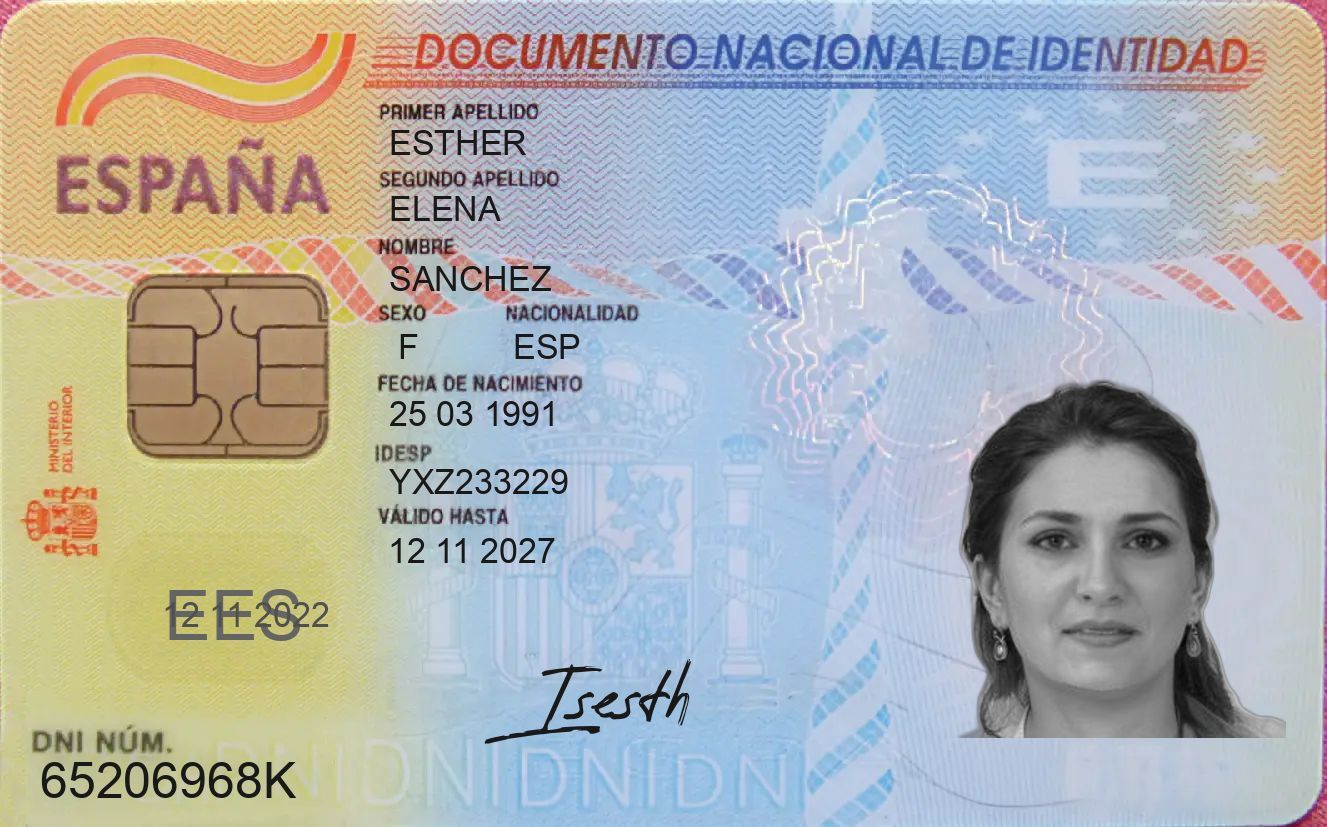 DOCUMENTO NACIONAL DE IDENTIDAD
ESPAÑA
PRIMER APELLIDO
ESTHER
SEGUNDO APELLIDO
ELENA
NOMBRE
SANCHEZ
SEXO NACIONALIDAD
F ESP
FECHA DE NACIMIENTO
25 03 1991
IDESP
YXZ233229
VÁLIDO HASTA
12 11 2027
MINISTERIO
DEL INTERIOR
EES
12 11 2022
E
Isesth
DNI NÚM.
65206968K
DNIDNIDNIDNI